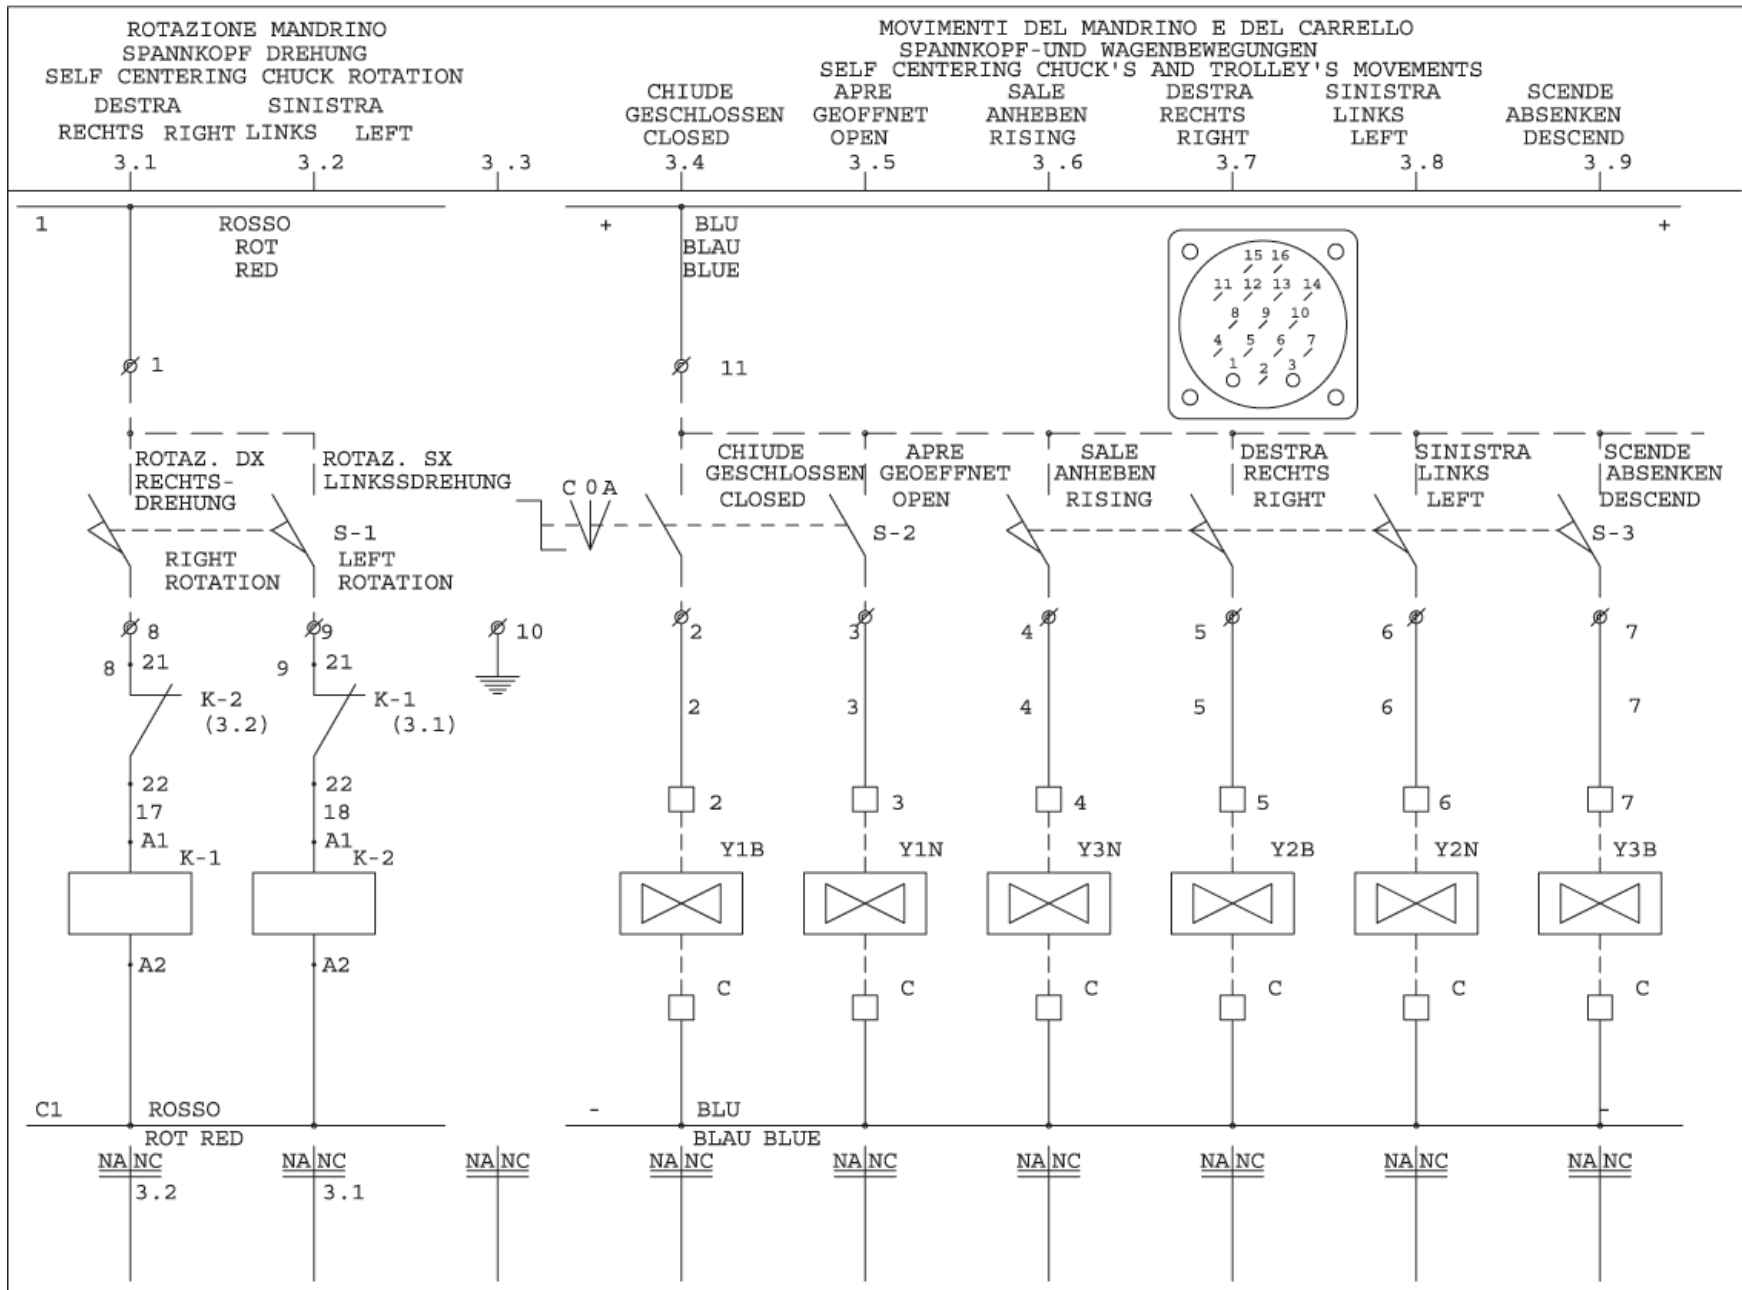 ROTAZIONE MANDRINO
SPANNKOPF DREHUNG
SELF CENTERING CHUCK ROTATION
DESTRA SINISTRA
RECHTS RIGHT LINKS LEFT
MOVIMENTI DEL MANDRINO E DEL CARRELLO
SPANNKOPF-UND WAGENBEWEGUNGEN
SELF CENTERING CHUCK'S AND TROLLEY'S MOVEMENTS
CHIUDE APRE SALE DESTRA SINISTRA SCENDE
GESCHLOSSEN GEOFFNET ANHEBEN RECHTS LINKS ABSENKEN
CLOSED OPEN RISING RIGHT LEFT DESCEND
3.1 3.2 3.3 3.4 3.5 3.6 3.7 3.8 3.9
1 ROSSO + BLU +
ROT BLAU
RED BLUE
15 16
11 12 13 14
8 9 10
4 5 6 7
1 2 3
1 11
ROTAZ. DX
RECHTS-
DREHUNG
ROTAZ. SX
LINKSSDREHUNG
CHIUDE
GESCHLOSSEN
CLOSED
APRE
GEOEFFNET
OPEN
SALE
ANHEBEN
RISING
DESTRA
RECHTS
RIGHT
SINISTRA
LINKS
LEFT
SCENDE
ABSENKEN
DESCEND
C 0 A
S-1 S-2 S-3
RIGHT
ROTATION
LEFT
ROTATION
8 9 10 2 3 4 5 6 7
8 21 9 21
K-2 K-1
(3.2) (3.1)
2 3 4 5 6 7
22 22
17 18
2 3 4 5 6 7
A1 A1
K-1 K-2
Y1B Y1N Y3N Y2B Y2N Y3B
A2 A2
C C C C C C
C1 ROSSO - BLU -
ROT RED BLAU BLUE
NA NC NA NC NA NC NA NC NA NC NA NC NA NC NA NC NA NC
3.2 3.1